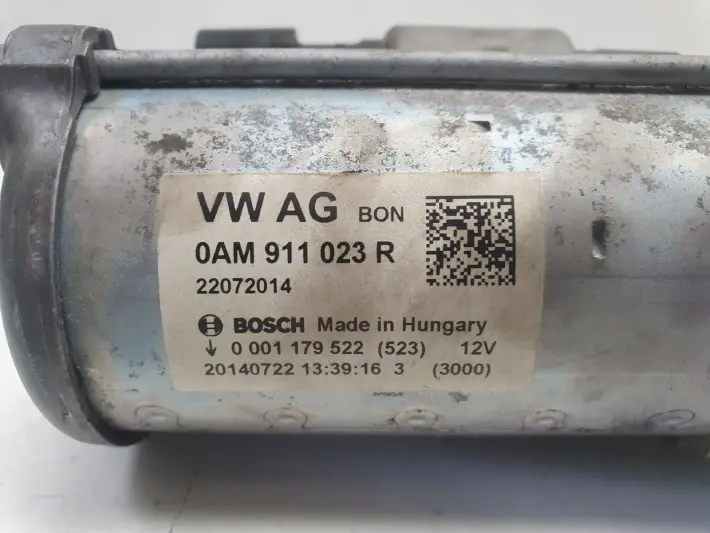 VW AG BON
0AM 911 023 R
22072014
BOSCH Made in Hungary
↓ 0 001 179 522 (523) 12V
20140722 13:39:16 3 (3000)